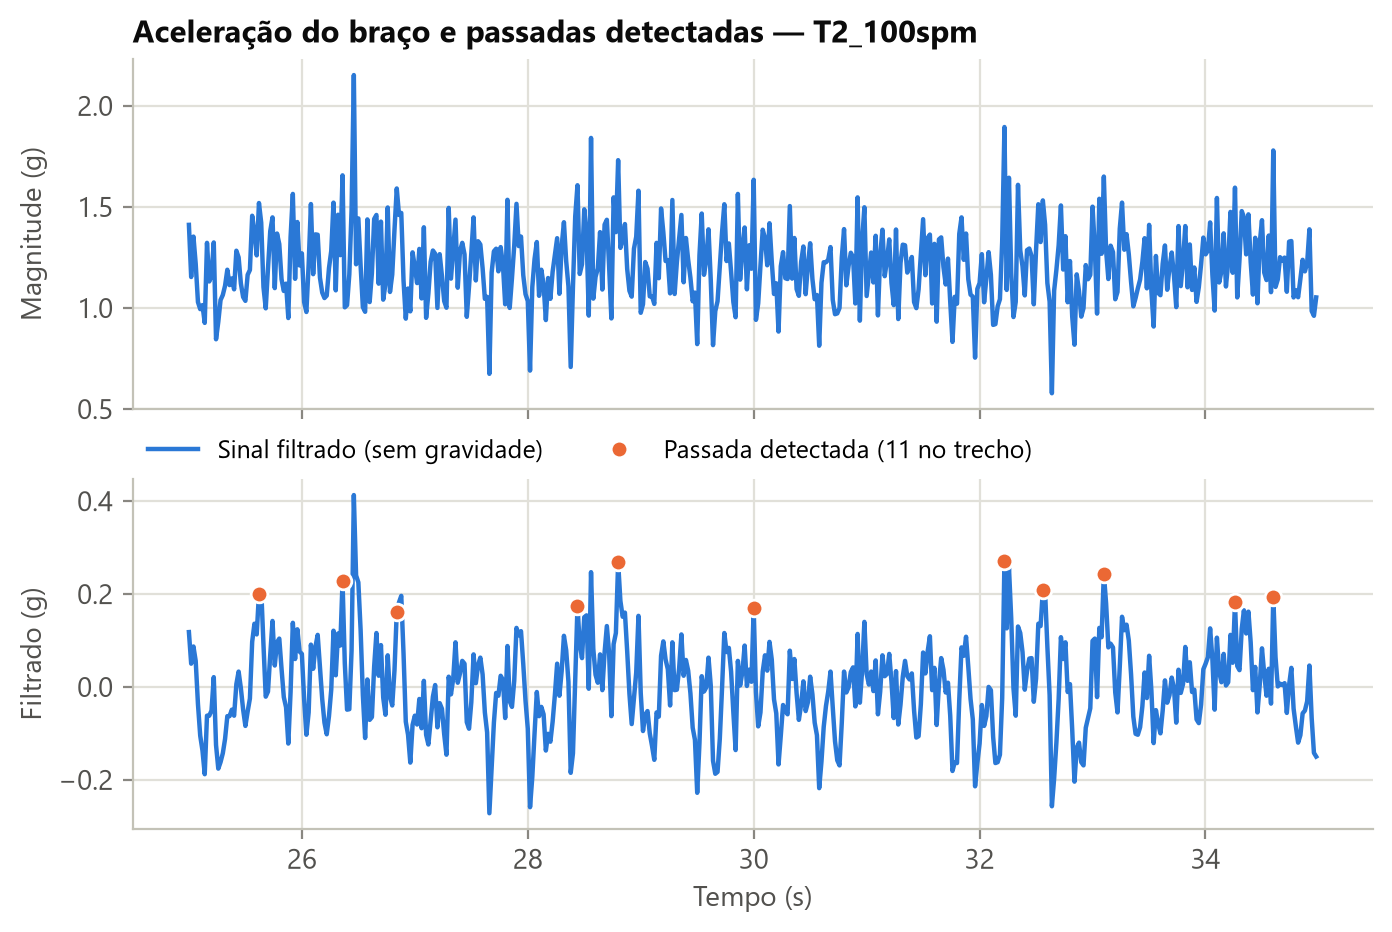 Aceleração do braço e passadas detectadas — T2_100spm
Magnitude (g)
2.0
1.5
1.0
0.5
Sinal filtrado (sem gravidade)
Passada detectada (11 no trecho)
Filtrado (g)
0.4
0.2
0.0
−0.2
26 28 30 32 34
Tempo (s)